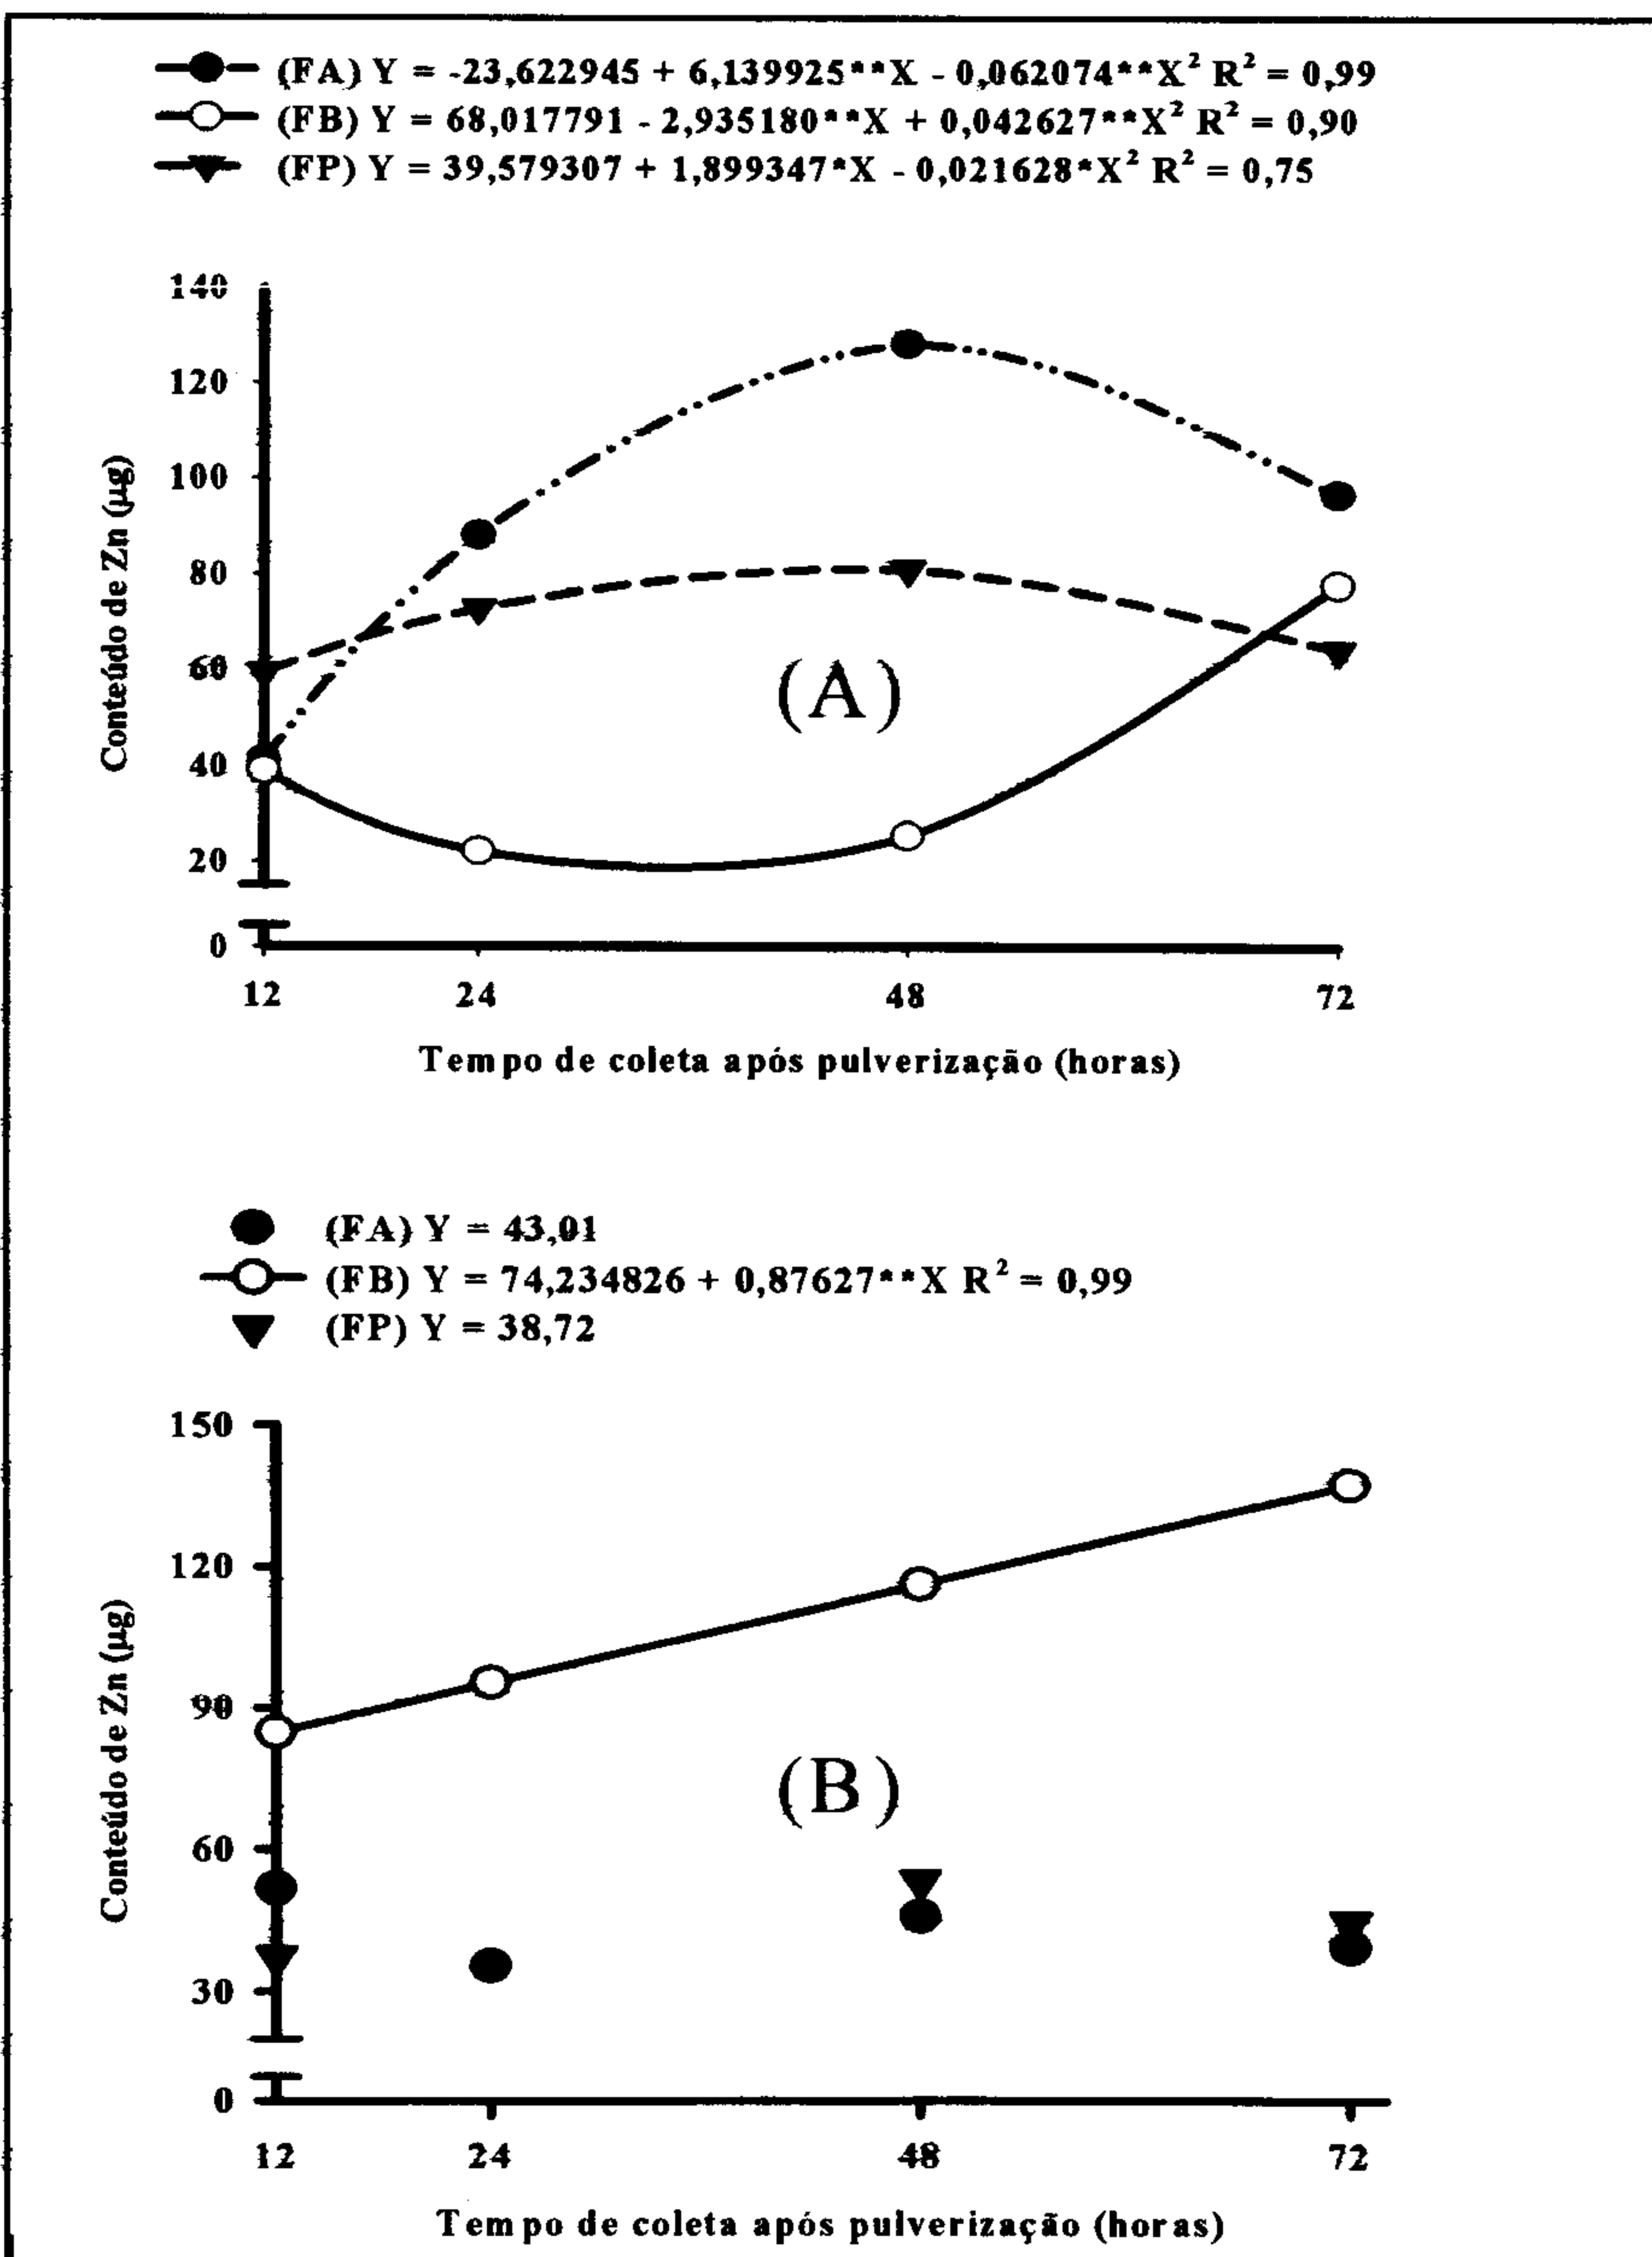 (FA) Y = -23,622945 + 6,139925**X - 0,062074**X² R² = 0,99
(FB) Y = 68,017791 - 2,935180**X + 0,042627**X² R² = 0,90
(FP) Y = 39,579307 + 1,899347*X - 0,021628*X² R² = 0,75
140
120
100
80
60
40
20
0
Conteúdo de Zn (µg)
(A)
12 24 48 72
Tempo de coleta após pulverização (horas)
(FA) Y = 43,01
(FB) Y = 74,234826 + 0,87627**X R² = 0,99
(FP) Y = 38,72
150
120
90
60
30
0
Conteúdo de Zn (µg)
(B)
12 24 48 72
Tempo de coleta após pulverização (horas)